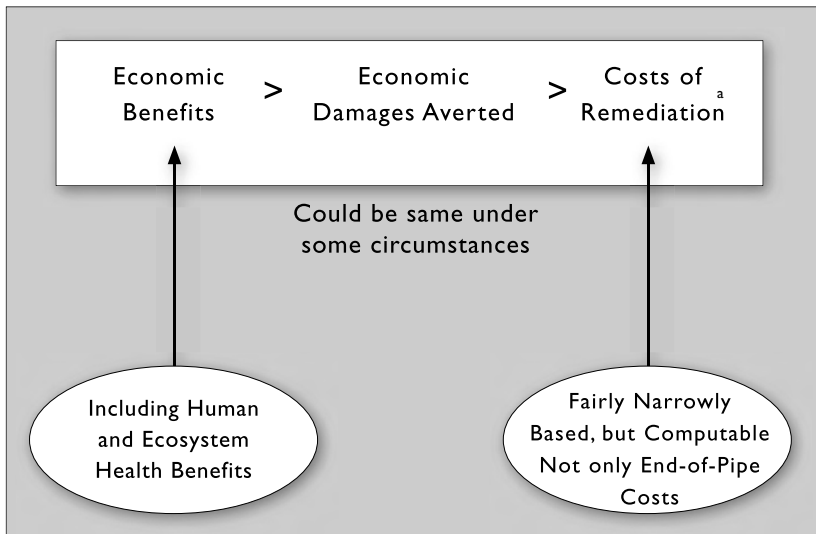 Economic Benefits > Economic Damages Averted > Costs of Remediation a
Could be same under
some circumstances
Including Human
and Ecosystem
Health Benefits
Fairly Narrowly
Based, but Computable
Not only End-of-Pipe
Costs